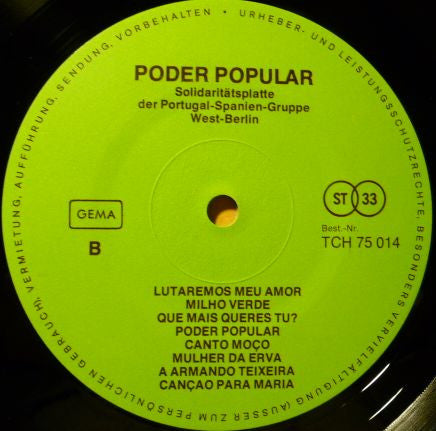 URHEBER- UND LEISTUNGSSCHUTZRECHTE, BESONDERS VERVIELFÄLTIGUNG (AUSSER ZUM PERSÖNLICHEN GEBRAUCH), VERMIETUNG, AUFFÜHRUNG, SENDUNG, VORBEHALTEN •
PODER POPULAR
Solidaritätsplatte
der Portugal-Spanien-Gruppe
West-Berlin
GEMA
B
ST 33
Best.-Nr.
TCH 75 014
LUTAREMOS MEU AMOR
MILHO VERDE
QUE MAIS QUERES TU?
PODER POPULAR
CANTO MOÇO
MULHER DA ERVA
A ARMANDO TEIXEIRA
CANÇAO PARA MARIA